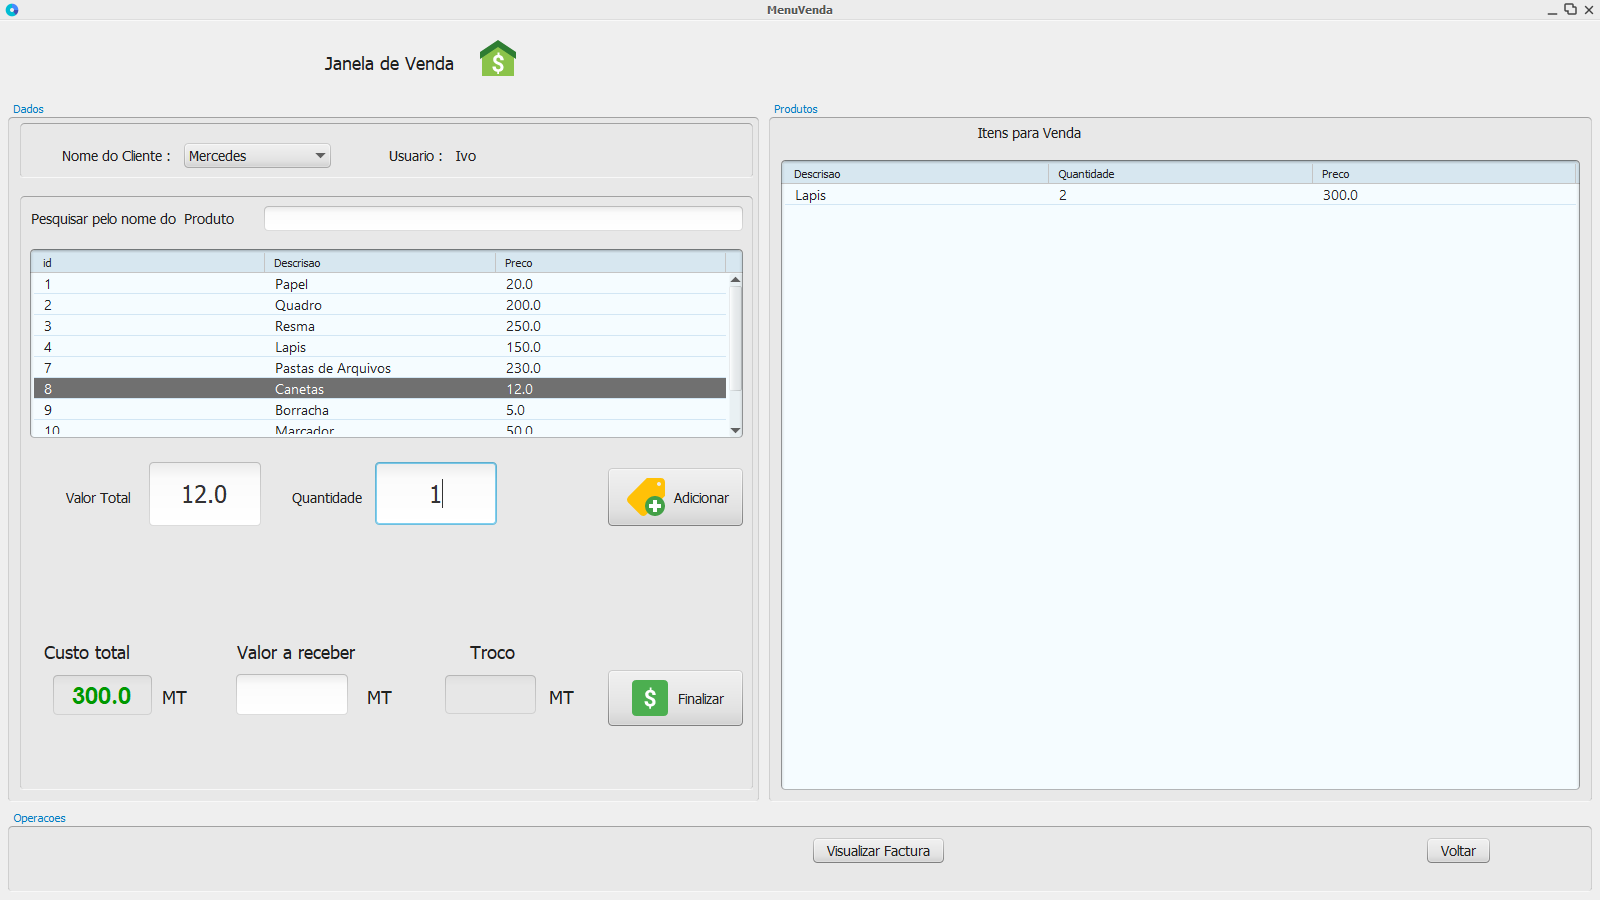 MenuVenda
Janela de Venda
Dados
Nome do Cliente : Mercedes Usuario : Ivo
Pesquisar pelo nome do Produto
id Descrisao Preco
1 Papel 20.0
2 Quadro 200.0
3 Resma 250.0
4 Lapis 150.0
7 Pastas de Arquivos 230.0
8 Canetas 12.0
9 Borracha 5.0
10 Marcador 50.0
Valor Total 12.0 Quantidade 1 Adicionar
Custo total Valor a receber Troco
300.0 MT MT MT $ Finalizar
Produtos
Itens para Venda
Descrisao Quantidade Preco
Lapis 2 300.0
Operacoes
Visualizar Factura Voltar